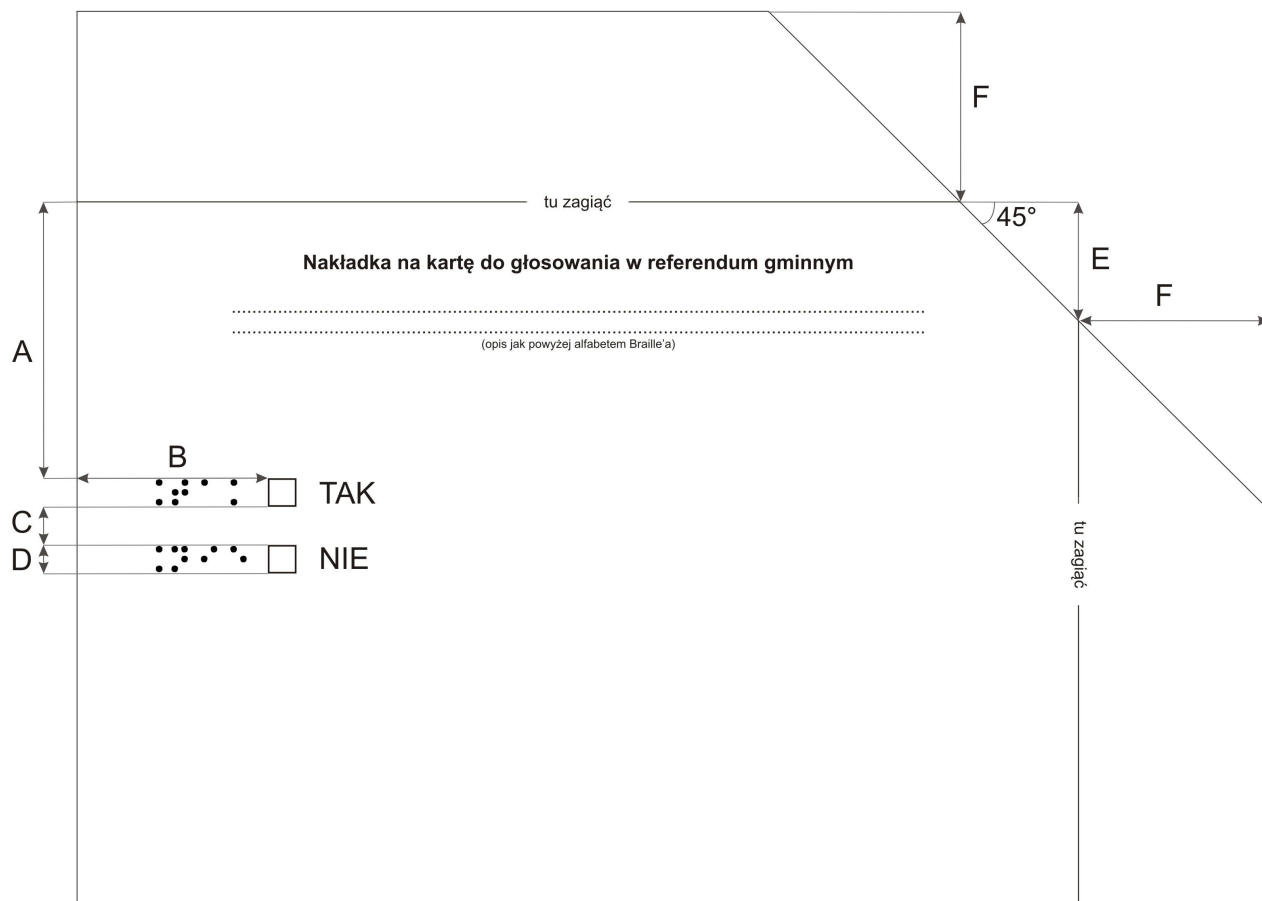 F
tu zagiąć
45°
Nakładka na kartę do głosowania w referendum gminnym
E
F
(opis jak powyżej alfabetem Braille'a)
A
B
TAK
C
D
NIE
tu zagiąć